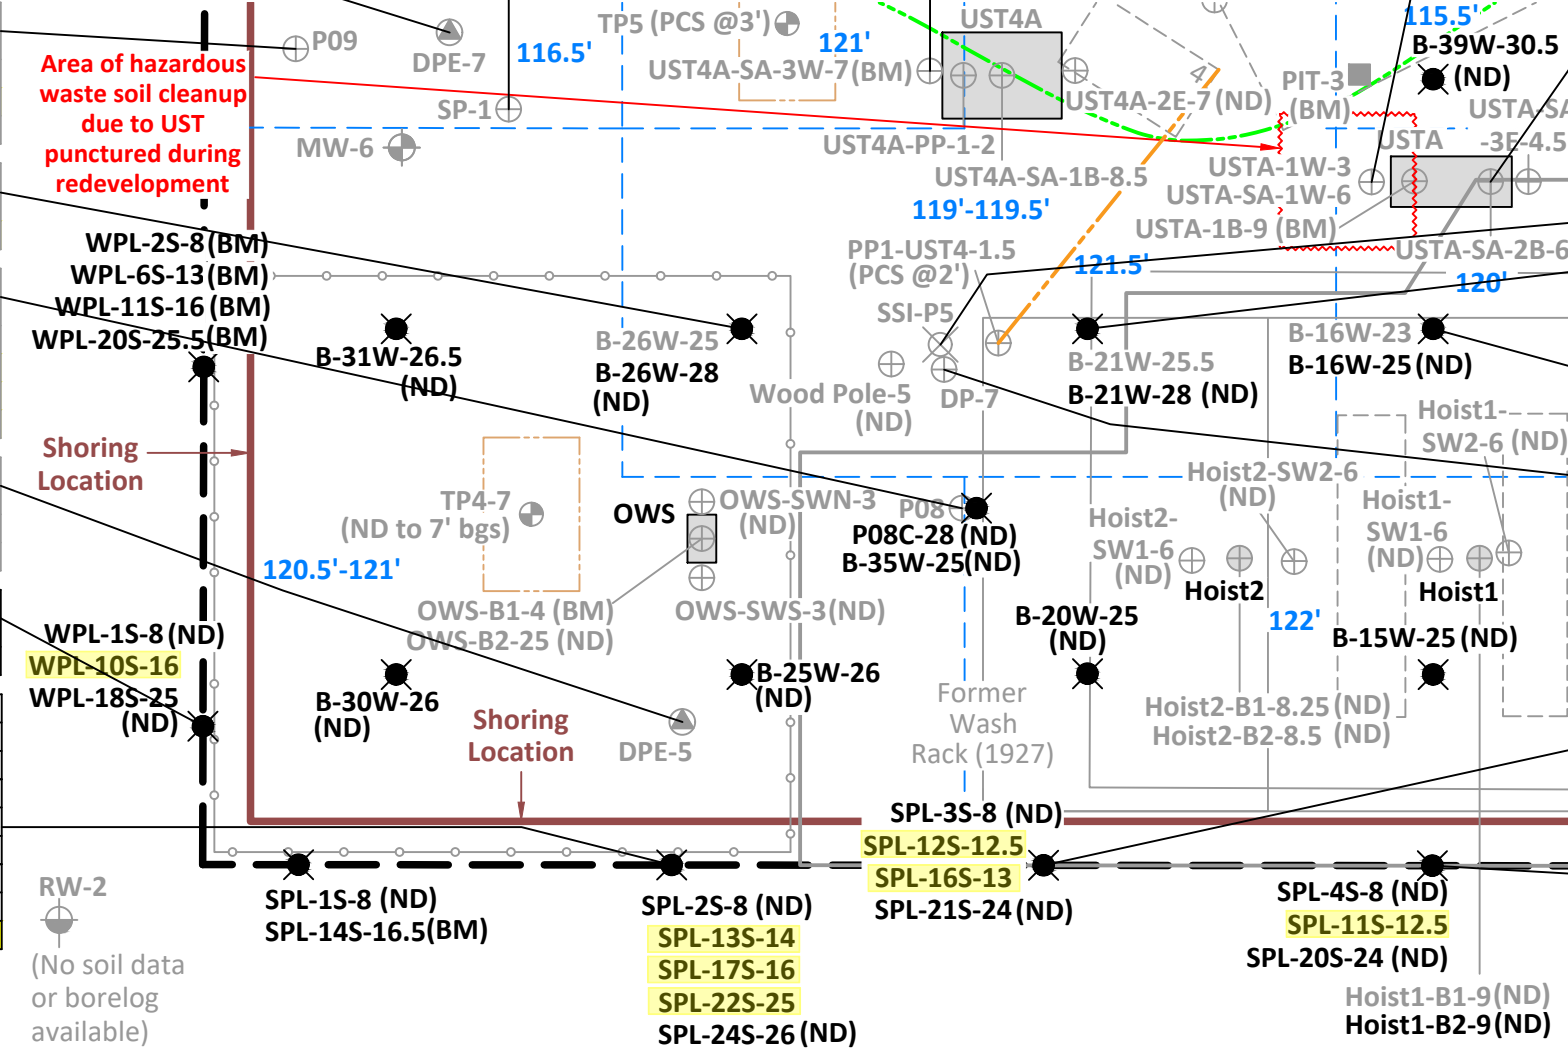 P09
DPE-7
116.5'
TP5 (PCS @3')
121'
UST4A
115.5'
B-39W-30.5
(ND)
Area of hazardous
waste soil cleanup
due to UST
punctured during
redevelopment
SP-1
MW-6
UST4A-SA-3W-7 (BM)
UST4A-2E-7 (ND)
4
PIT-3
(BM)
USTA-SA
-3E-4.5
USTA
UST4A-PP-1-2
UST4A-SA-1B-8.5
USTA-1W-3
USTA-SA-1W-6
USTA-1B-9 (BM)
USTA-SA-2B-6
119'-119.5'
WPL-2S-8 (BM)
WPL-6S-13 (BM)
WPL-11S-16 (BM)
WPL-20S-25.5 (BM)
PP1-UST4-1.5
(PCS @2')
121.5'
120'
SSI-P5
B-31W-26.5
(ND)
B-26W-25
B-26W-28
(ND)
Wood Pole-5
(ND)
DP-7
B-21W-25.5
B-21W-28 (ND)
B-16W-23
B-16W-25 (ND)
Shoring
Location
Hoist1-
SW2-6 (ND)
Hoist2-SW2-6
(ND)
TP4-7
(ND to 7' bgs)
OWS
OWS-SWN-3
(ND)
P08
P08C-28 (ND)
B-35W-25 (ND)
Hoist2-
SW1-6
(ND)
Hoist1-
SW1-6
(ND)
Hoist2
Hoist1
120.5'-121'
OWS-B1-4 (BM)
OWS-B2-25 (ND)
OWS-SWS-3 (ND)
B-20W-25
(ND)
122'
B-15W-25 (ND)
WPL-1S-8 (ND)
WPL-10S-16
WPL-18S-25
(ND)
B-30W-26
(ND)
B-25W-26
(ND)
Shoring
Location
DPE-5
Former
Wash
Rack (1927)
Hoist2-B1-8.25 (ND)
Hoist2-B2-8.5 (ND)
SPL-3S-8 (ND)
SPL-12S-12.5
SPL-16S-13
SPL-21S-24 (ND)
RW-2
(No soil data
or borelog
available)
SPL-1S-8 (ND)
SPL-14S-16.5 (BM)
SPL-2S-8 (ND)
SPL-13S-14
SPL-17S-16
SPL-22S-25
SPL-24S-26 (ND)
SPL-4S-8 (ND)
SPL-11S-12.5
SPL-20S-24 (ND)
Hoist1-B1-9 (ND)
Hoist1-B2-9 (ND)